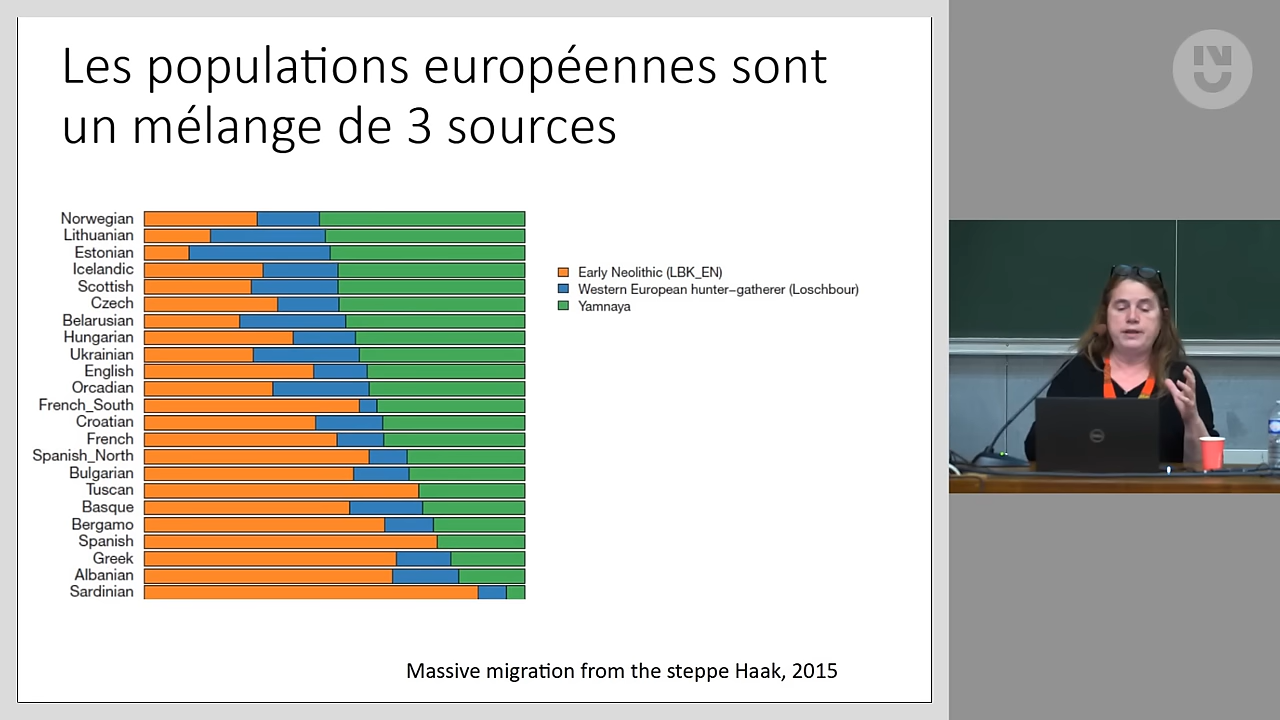 Les populations européennes sont
un mélange de 3 sources
Norwegian
Lithuanian
Estonian
Icelandic
Scottish
Czech
Belarusian
Hungarian
Ukrainian
English
Orcadian
French_South
Croatian
French
Spanish_North
Bulgarian
Tuscan
Basque
Bergamo
Spanish
Greek
Albanian
Sardinian
Early Neolithic (LBK_EN)
Western European hunter–gatherer (Loschbour)
Yamnaya
Massive migration from the steppe Haak, 2015